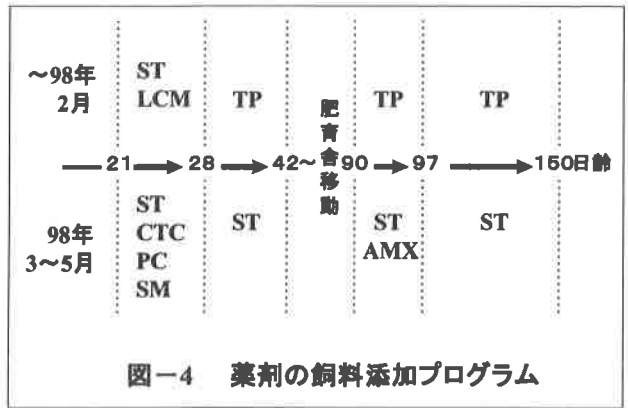 ～98年
2月
ST
LCM
TP
TP
TP
肥育舎移動
21
28
42～
90
97
150日齢
98年
3～5月
ST
CTC
PC
SM
ST
ST
AMX
ST
図－4 薬剤の飼料添加プログラム